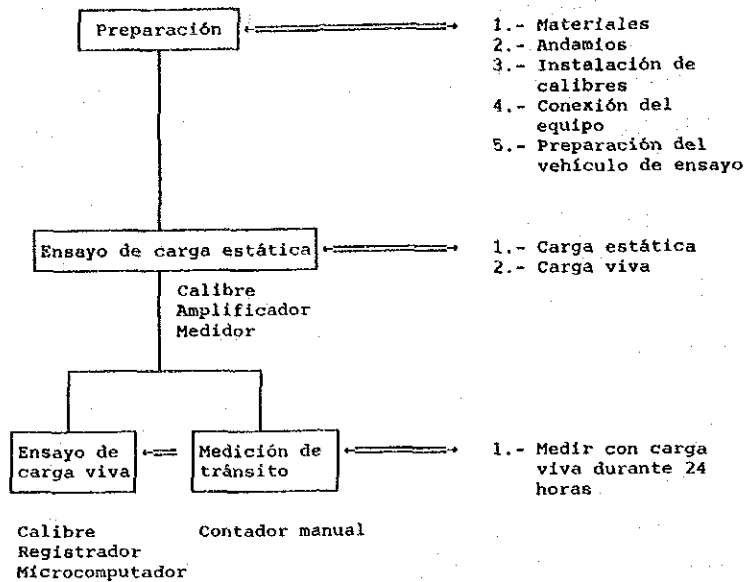 Preparación
1.- Materiales
2.- Andamios
3.- Instalación de
calibres
4.- Conexión del
equipo
5.- Preparación del
vehículo de ensayo
Ensayo de carga estática
1.- Carga estática
2.- Carga viva
Calibre
Amplificador
Medidor
Ensayo de
carga viva
Medición de
trânsito
1.- Medir con carga
viva durante 24
horas
Calibre
Registrador
Microcomputador
Contador manual